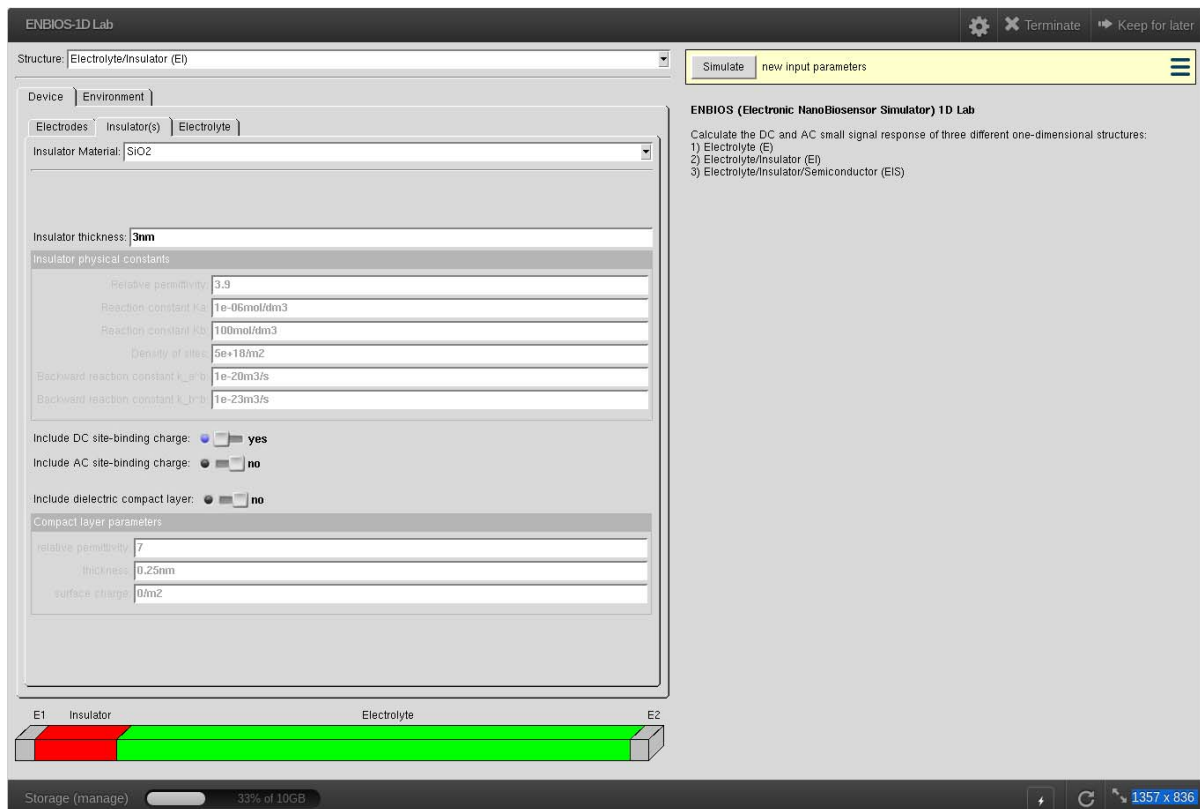 ENBIOS-1D Lab
Terminate
Keep for later
Structure: Electrolyte/Insulator (EI)
Device
Environment
Electrodes
Insulator(s)
Electrolyte
Insulator Material: SiO2
Insulator thickness: 3nm
Insulator physical constants
Relative permittivity: 3.9
Reaction constant Ka: 1e-06mol/dm3
Reaction constant Kb: 100mol/dm3
Density of sites: 5e+18/m2
Backward reaction constant k_a^b: 1e-20m3/s
Backward reaction constant k_b^b: 1e-23m3/s
Include DC site-binding charge: yes
Include AC site-binding charge: no
Include dielectric compact layer: no
Compact layer parameters
relative permittivity: 7
thickness: 0.25nm
surface charge: 0/m2
E1 Insulator Electrolyte E2
Simulate new input parameters
ENBIOS (Electronic NanoBiosensor Simulator) 1D Lab
Calculate the DC and AC small signal response of three different one-dimensional structures:
1) Electrolyte (E)
2) Electrolyte/Insulator (EI)
3) Electrolyte/Insulator/Semiconductor (EIS)
Storage (manage) 33% of 10GB
1357 x 836